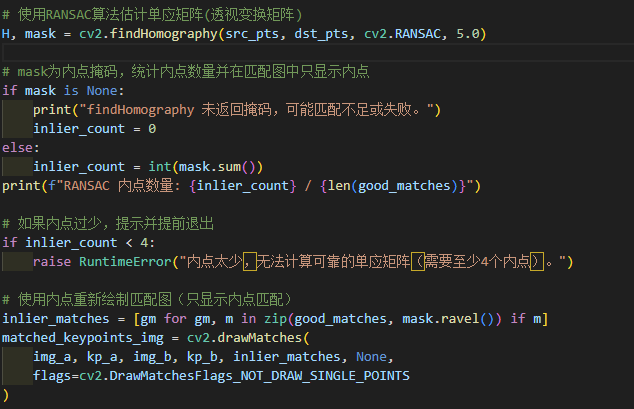 # 使用RANSAC算法估计单应矩阵(透视变换矩阵)
H, mask = cv2.findHomography(src_pts, dst_pts, cv2.RANSAC, 5.0)

# mask为内点掩码，统计内点数量并在匹配图中只显示内点
if mask is None:
    print("findHomography 未返回掩码，可能匹配不足或失败。")
    inlier_count = 0
else:
    inlier_count = int(mask.sum())
print(f"RANSAC 内点数量: {inlier_count} / {len(good_matches)}")

# 如果内点过少，提示并提前退出
if inlier_count < 4:
    raise RuntimeError("内点太少，无法计算可靠的单应矩阵（需要至少4个内点）。")

# 使用内点重新绘制匹配图（只显示内点匹配）
inlier_matches = [gm for gm, m in zip(good_matches, mask.ravel()) if m]
matched_keypoints_img = cv2.drawMatches(
    img_a, kp_a, img_b, kp_b, inlier_matches, None,
    flags=cv2.DrawMatchesFlags_NOT_DRAW_SINGLE_POINTS
)